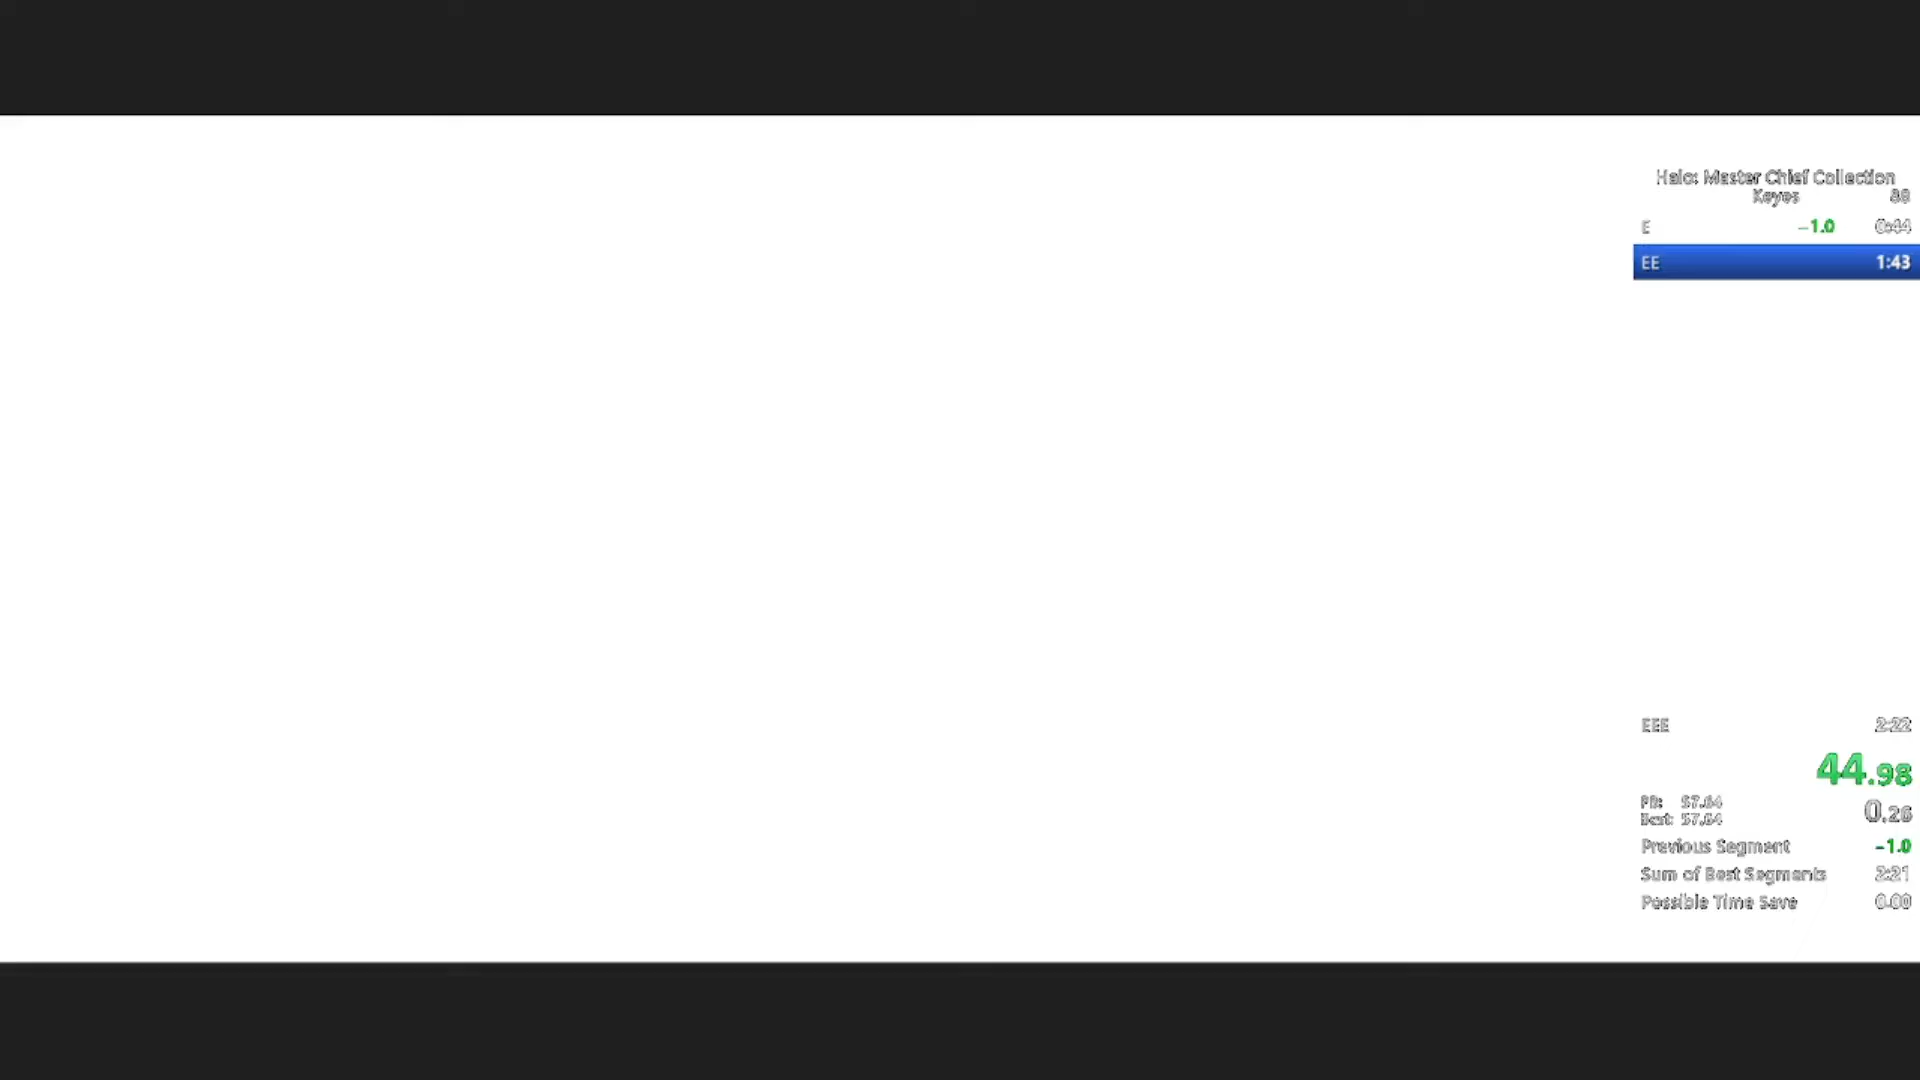 Halo: Master Chief Collection
Keyes 88
E −1.0 0:44
EE 1:43
EEE 2:22
44.98
PB: 57.64 0.26
Best: 57.64
Previous Segment −1.0
Sum of Best Segments 2:21
Possible Time Save 0.00